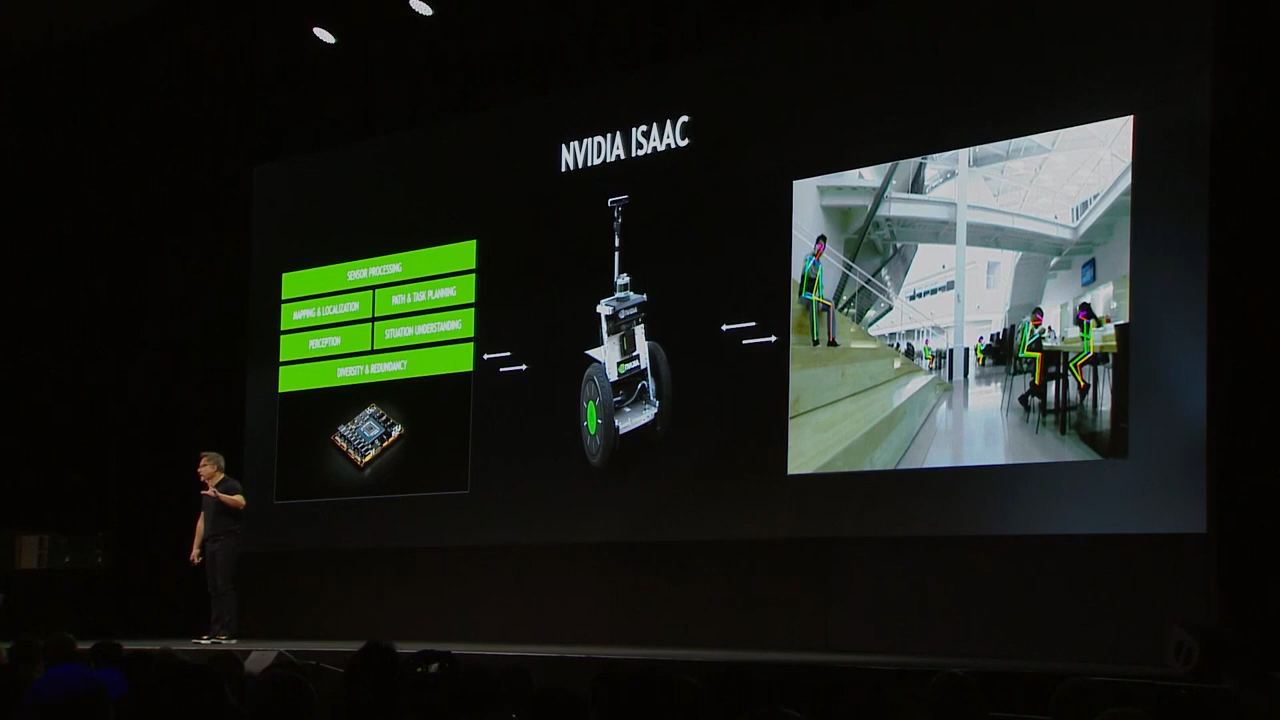 NVIDIA ISAAC
SENSOR PROCESSING
MAPPING & LOCALIZATION
PATH & TASK PLANNING
PERCEPTION
SITUATION UNDERSTANDING
DIVERSITY & REDUNDANCY